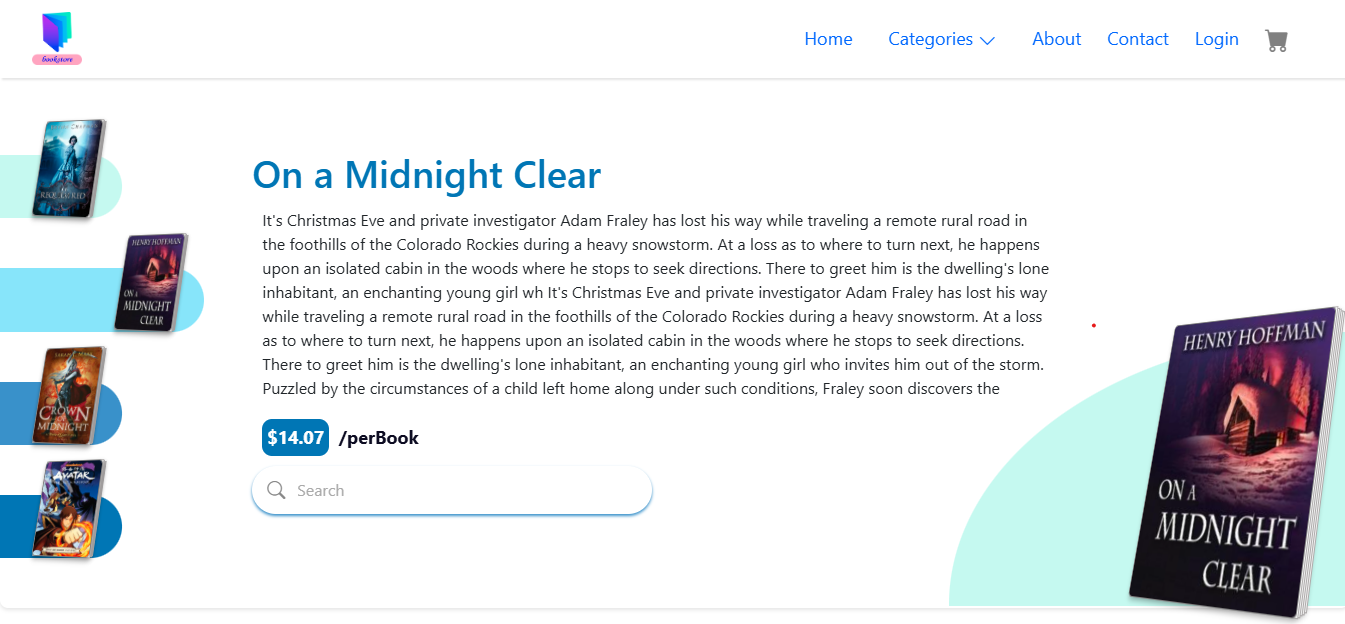 bookstore
Home Categories About Contact Login
HENRY HOFFMAN
ON A
MIDNIGHT
CLEAR
CROWN
OF
MIDNIGHT
AVATAR
On a Midnight Clear
It's Christmas Eve and private investigator Adam Fraley has lost his way while traveling a remote rural road in
the foothills of the Colorado Rockies during a heavy snowstorm. At a loss as to where to turn next, he happens
upon an isolated cabin in the woods where he stops to seek directions. There to greet him is the dwelling's lone
inhabitant, an enchanting young girl wh It's Christmas Eve and private investigator Adam Fraley has lost his way
while traveling a remote rural road in the foothills of the Colorado Rockies during a heavy snowstorm. At a loss
as to where to turn next, he happens upon an isolated cabin in the woods where he stops to seek directions.
There to greet him is the dwelling's lone inhabitant, an enchanting young girl who invites him out of the storm.
Puzzled by the circumstances of a child left home along under such conditions, Fraley soon discovers the
$14.07 /perBook
Search
HENRY HOFFMAN
ON A
MIDNIGHT
CLEAR